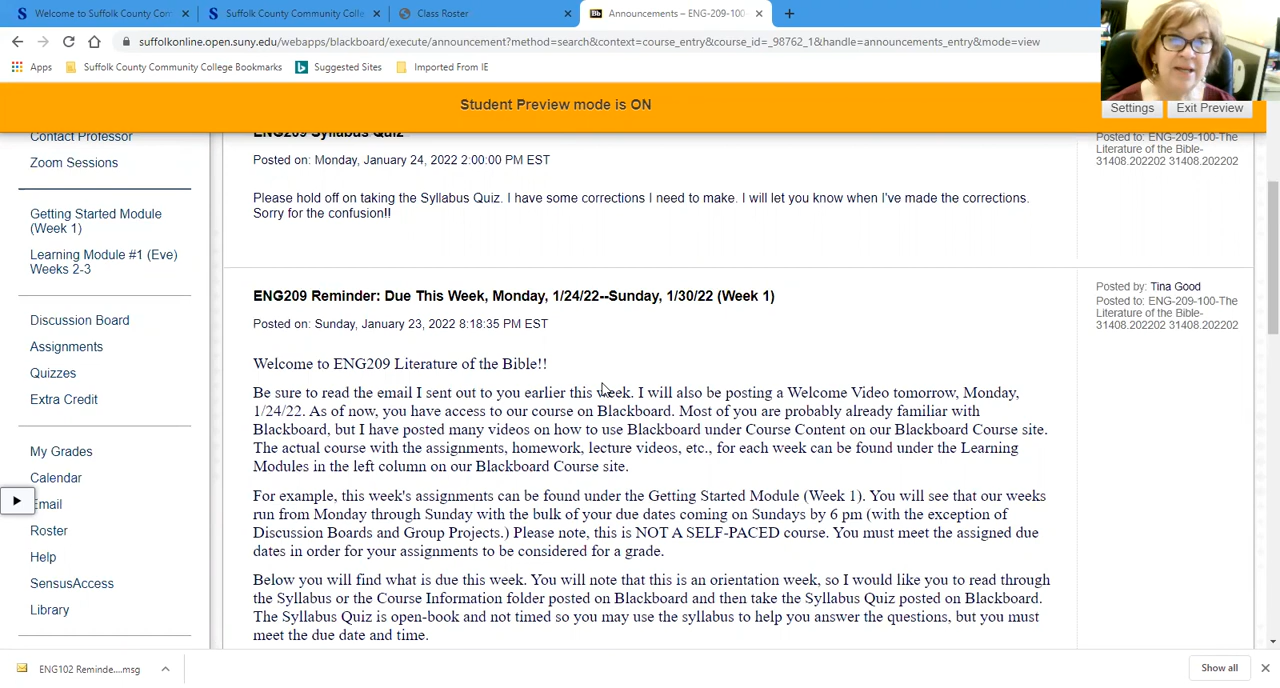 Welcome to Suffolk County Com
Suffolk County Community Colle
Class Roster
Announcements – ENG-209-100-
suffolkonline.open.suny.edu/webapps/blackboard/execute/announcement?method=search&context=course_entry&course_id=_98762_1&handle=announcements_entry&mode=view
Apps
Suffolk County Community College Bookmarks
Suggested Sites
Imported From IE
Student Preview mode is ON
Settings
Exit Preview
Contact Professor
Zoom Sessions
Getting Started Module
(Week 1)
Learning Module #1 (Eve)
Weeks 2-3
Discussion Board
Assignments
Quizzes
Extra Credit
My Grades
Calendar
Email
Roster
Help
SensusAccess
Library
ENG209 Syllabus Quiz
Posted on: Monday, January 24, 2022 2:00:00 PM EST
Please hold off on taking the Syllabus Quiz. I have some corrections I need to make. I will let you know when I've made the corrections.
Sorry for the confusion!!
Posted to: ENG-209-100-The
Literature of the Bible-
31408.202202 31408.202202
ENG209 Reminder: Due This Week, Monday, 1/24/22--Sunday, 1/30/22 (Week 1)
Posted on: Sunday, January 23, 2022 8:18:35 PM EST
Posted by: Tina Good
Posted to: ENG-209-100-The
Literature of the Bible-
31408.202202 31408.202202
Welcome to ENG209 Literature of the Bible!!
Be sure to read the email I sent out to you earlier this week. I will also be posting a Welcome Video tomorrow, Monday,
1/24/22. As of now, you have access to our course on Blackboard. Most of you are probably already familiar with
Blackboard, but I have posted many videos on how to use Blackboard under Course Content on our Blackboard Course site.
The actual course with the assignments, homework, lecture videos, etc., for each week can be found under the Learning
Modules in the left column on our Blackboard Course site.
For example, this week's assignments can be found under the Getting Started Module (Week 1). You will see that our weeks
run from Monday through Sunday with the bulk of your due dates coming on Sundays by 6 pm (with the exception of
Discussion Boards and Group Projects.) Please note, this is NOT A SELF-PACED course. You must meet the assigned due
dates in order for your assignments to be considered for a grade.
Below you will find what is due this week. You will note that this is an orientation week, so I would like you to read through
the Syllabus or the Course Information folder posted on Blackboard and then take the Syllabus Quiz posted on Blackboard.
The Syllabus Quiz is open-book and not timed so you may use the syllabus to help you answer the questions, but you must
meet the due date and time.
ENG102 Reminde....msg
Show all